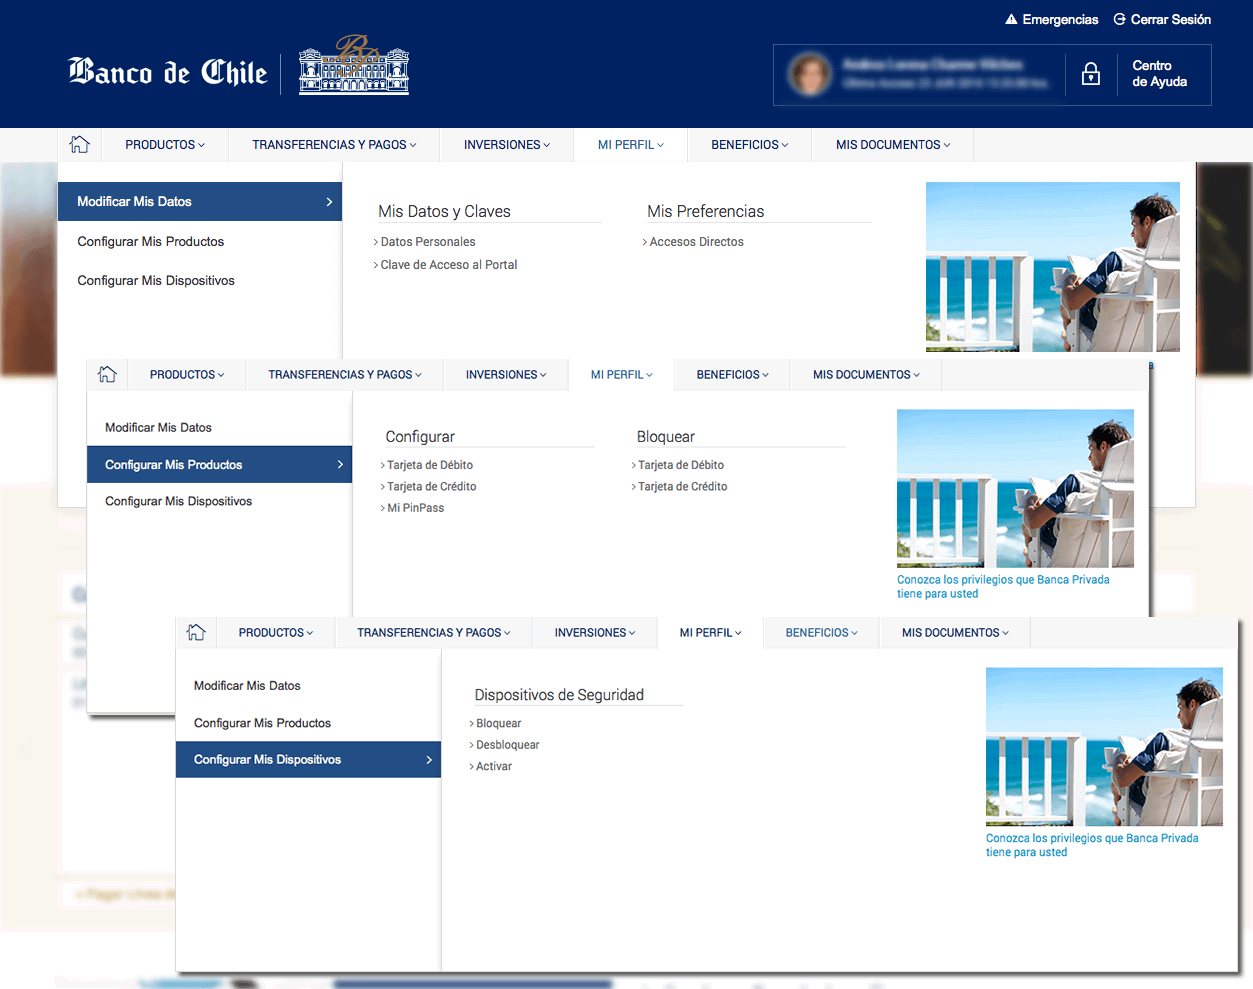 Emergencias Cerrar Sesión
Banco de Chile
BP
Centro
de Ayuda
PRODUCTOS TRANSFERENCIAS Y PAGOS INVERSIONES MI PERFIL BENEFICIOS MIS DOCUMENTOS
Modificar Mis Datos
Configurar Mis Productos
Configurar Mis Dispositivos
Mis Datos y Claves
Datos Personales
Clave de Acceso al Portal
Mis Preferencias
Accesos Directos
PRODUCTOS TRANSFERENCIAS Y PAGOS INVERSIONES MI PERFIL BENEFICIOS MIS DOCUMENTOS
Modificar Mis Datos
Configurar Mis Productos
Configurar Mis Dispositivos
Configurar
Tarjeta de Débito
Tarjeta de Crédito
Mi PinPass
Bloquear
Tarjeta de Débito
Tarjeta de Crédito
Conozca los privilegios que Banca Privada
tiene para usted
PRODUCTOS TRANSFERENCIAS Y PAGOS INVERSIONES MI PERFIL BENEFICIOS MIS DOCUMENTOS
Modificar Mis Datos
Configurar Mis Productos
Configurar Mis Dispositivos
Dispositivos de Seguridad
Bloquear
Desbloquear
Activar
Conozca los privilegios que Banca Privada
tiene para usted